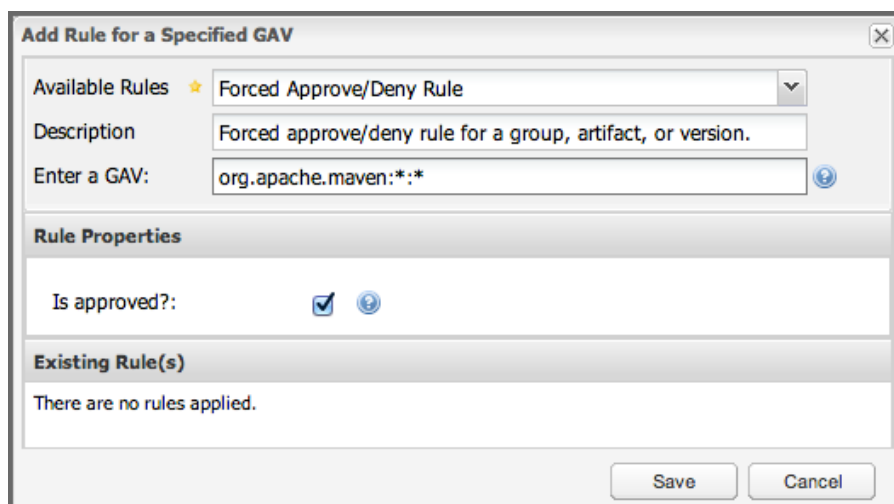 Add Rule for a Specified GAV
Available Rules Forced Approve/Deny Rule
Description Forced approve/deny rule for a group, artifact, or version.
Enter a GAV: org.apache.maven:*:*
Rule Properties
Is approved?:
Existing Rule(s)
There are no rules applied.
Save Cancel